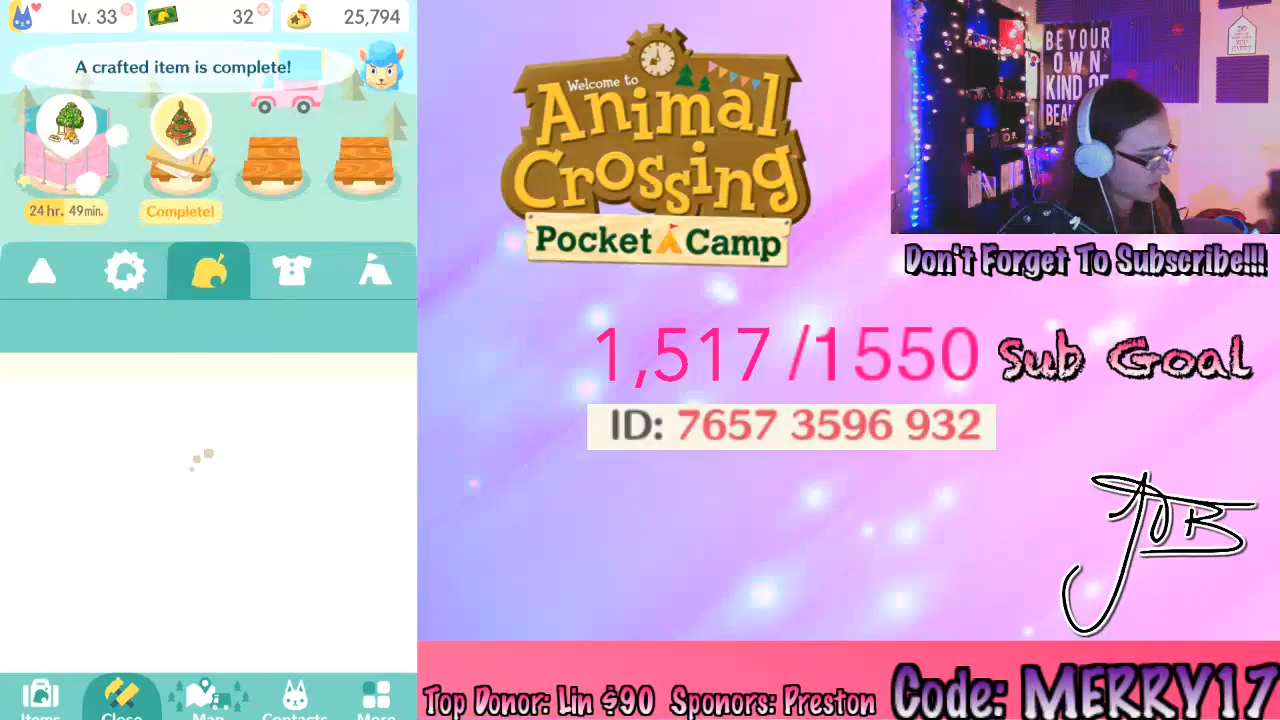 Lv. 33
32
25,794
A crafted item is complete!
24 hr. 49 min.
Complete!
Items
Close
Map
Contacts
More
Welcome to
Animal
Crossing
Pocket Camp
BE YOUR
OWN
KIND OF
Don't Forget To Subscribe!!!
1,517 /1550 Sub Goal
ID: 7657 3596 932
JDB
Top Donor: Lin $90 Sponors: Preston
Code: MERRY17